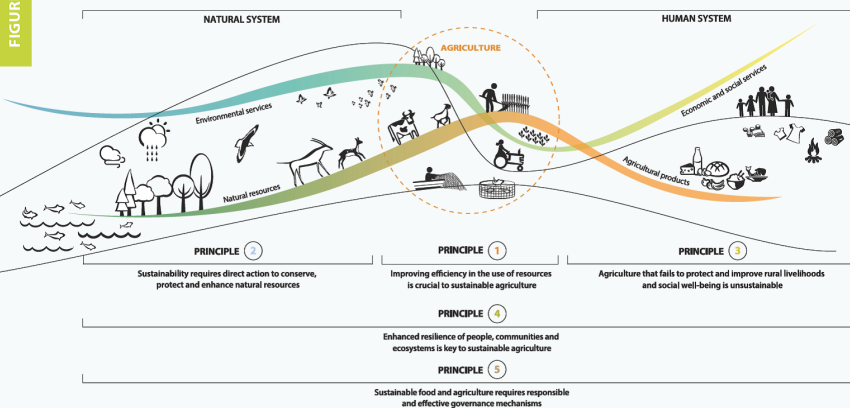 FIGUR
NATURAL SYSTEM
HUMAN SYSTEM
AGRICULTURE
Environmental services
Economic and social services
Natural resources
Agricultural products
PRINCIPLE 2
Sustainability requires direct action to conserve,
protect and enhance natural resources
PRINCIPLE 1
Improving efficiency in the use of resources
is crucial to sustainable agriculture
PRINCIPLE 3
Agriculture that fails to protect and improve rural livelihoods
and social well-being is unsustainable
PRINCIPLE 4
Enhanced resilience of people, communities and
ecosystems is key to sustainable agriculture
PRINCIPLE 5
Sustainable food and agriculture requires responsible
and effective governance mechanisms